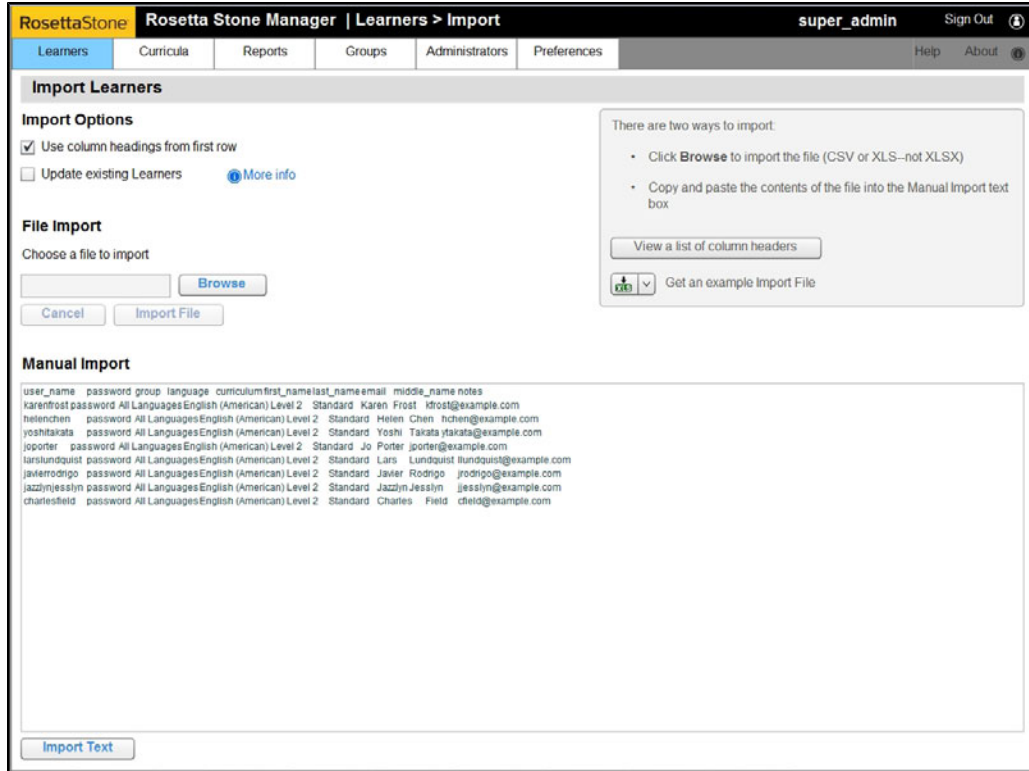 RosettaStone Rosetta Stone Manager | Learners > Import super_admin Sign Out
Learners Curricula Reports Groups Administrators Preferences Help About
Import Learners
Import Options
Use column headings from first row
Update existing Learners More info
There are two ways to import:
• Click Browse to import the file (CSV or XLS--not XLSX)
• Copy and paste the contents of the file into the Manual Import text
box
View a list of column headers
XLS Get an example Import File
File Import
Choose a file to import
Browse
Cancel Import File
Manual Import
user_name password group language curriculum first_name last_name email middle_name notes
karenfrost password All Languages English (American) Level 2 Standard Karen Frost kfrost@example.com
helenchen password All Languages English (American) Level 2 Standard Helen Chen hchen@example.com
yoshitakata password All Languages English (American) Level 2 Standard Yoshi Takata ytakata@example.com
joporter password All Languages English (American) Level 2 Standard Jo Porter jporter@example.com
larslundquist password All Languages English (American) Level 2 Standard Lars Lundquist llundquist@example.com
javierrodrigo password All Languages English (American) Level 2 Standard Javier Rodrigo jrodrigo@example.com
jazzlynjesslyn password All Languages English (American) Level 2 Standard Jazzlyn Jesslyn jjesslyn@example.com
charlesfield password All Languages English (American) Level 2 Standard Charles Field cfield@example.com
Import Text